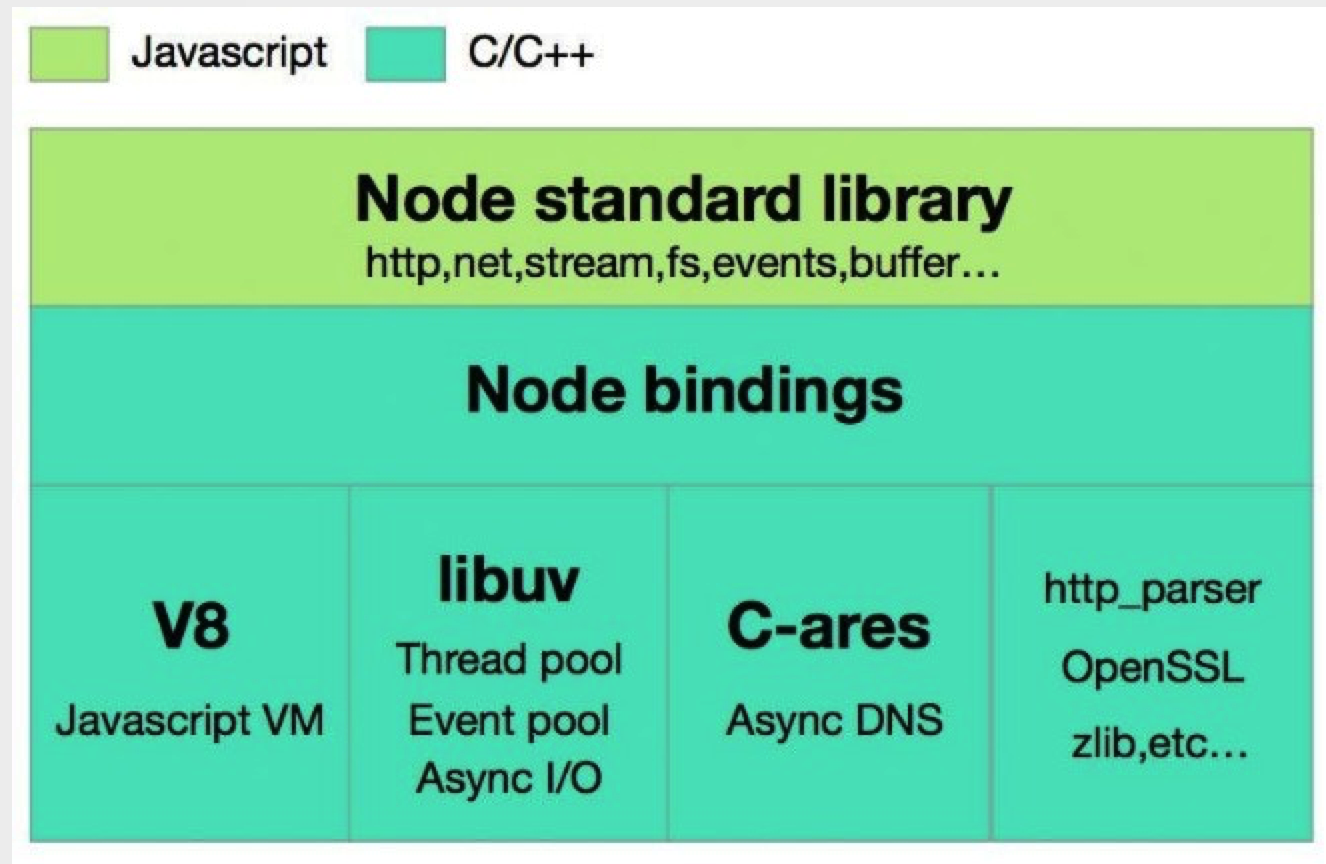 Javascript
C/C++
Node standard library
http,net,stream,fs,events,buffer...
Node bindings
V8
Javascript VM
libuv
Thread pool
Event pool
Async I/O
C-ares
Async DNS
http_parser
OpenSSL
zlib,etc...